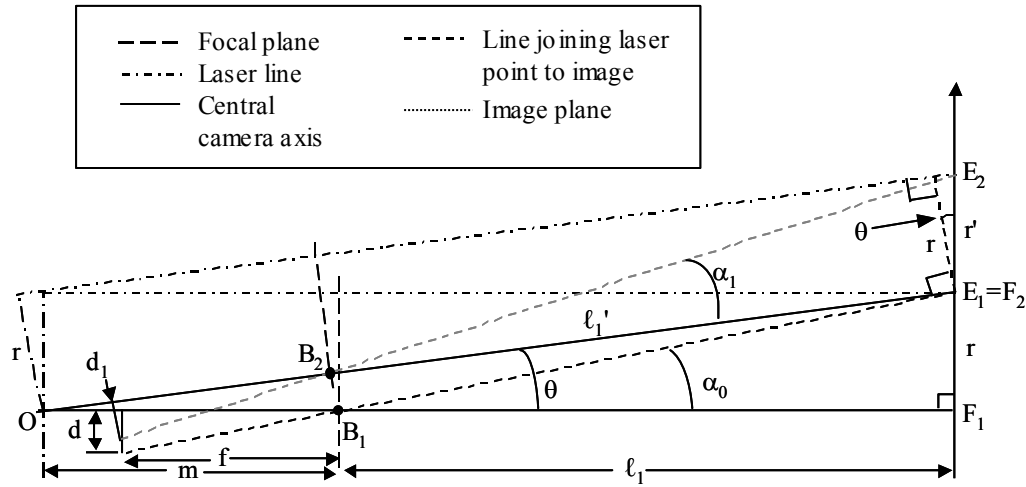 Focal plane
Laser line
Central
camera axis
Line joining laser
point to image
Image plane
E₂
θ
r'
r
α₁
E₁=F₂
ℓ₁'
r
B₂
r
d₁
θ
α₀
O
F₁
d
B₁
f
m
ℓ₁